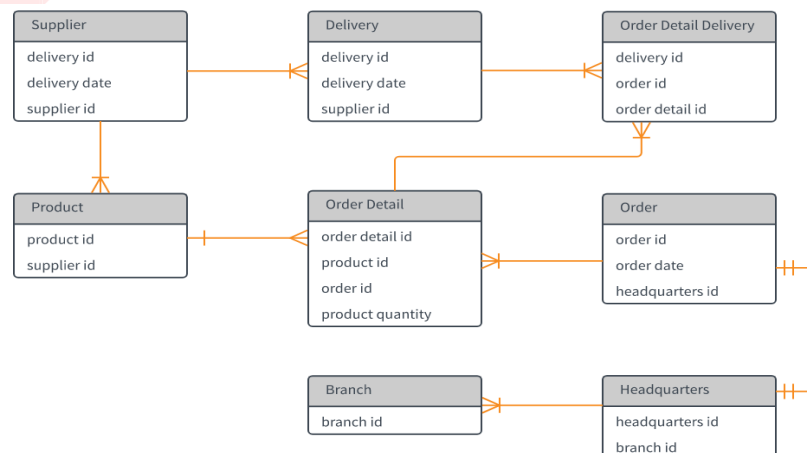 Supplier
delivery id
delivery date
supplier id
Delivery
delivery id
delivery date
supplier id
Order Detail Delivery
delivery id
order id
order detail id
Product
product id
supplier id
Order Detail
order detail id
product id
order id
product quantity
Order
order id
order date
headquarters id
Branch
branch id
Headquarters
headquarters id
branch id